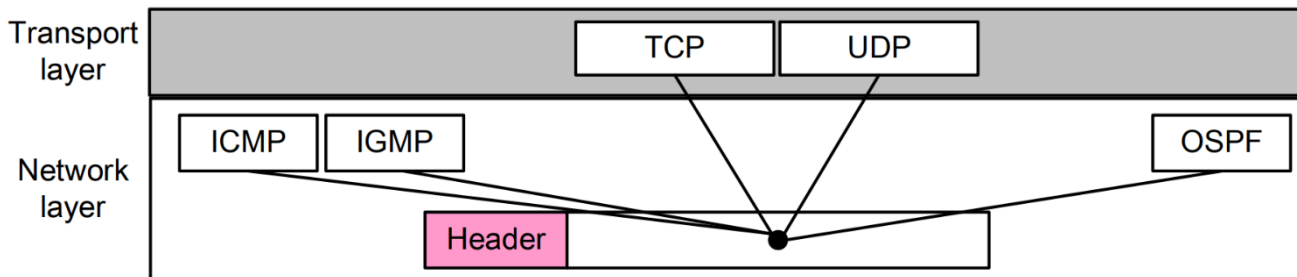 Transport
layer
TCP
UDP
ICMP
IGMP
OSPF
Network
layer
Header